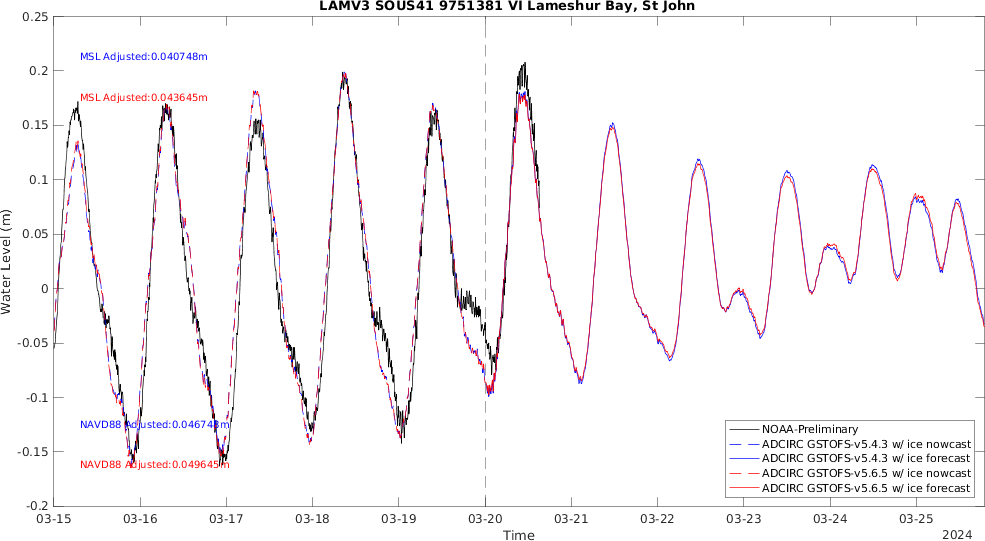 LAMV3 SOUS41 9751381 VI Lameshur Bay, St John
0.25
0.2
0.15
0.1
0.05
0
-0.05
-0.1
-0.15
-0.2
Water Level (m)
MSL Adjusted:0.040748m
MSL Adjusted:0.043645m
NAVD88 Adjusted:0.046748m
NAVD88 Adjusted:0.049645m
NOAA-Preliminary
ADCIRC GSTOFS-v5.4.3 w/ ice nowcast
ADCIRC GSTOFS-v5.4.3 w/ ice forecast
ADCIRC GSTOFS-v5.6.5 w/ ice nowcast
ADCIRC GSTOFS-v5.6.5 w/ ice forecast
03-15 03-16 03-17 03-18 03-19 03-20 03-21 03-22 03-23 03-24 03-25
Time
2024